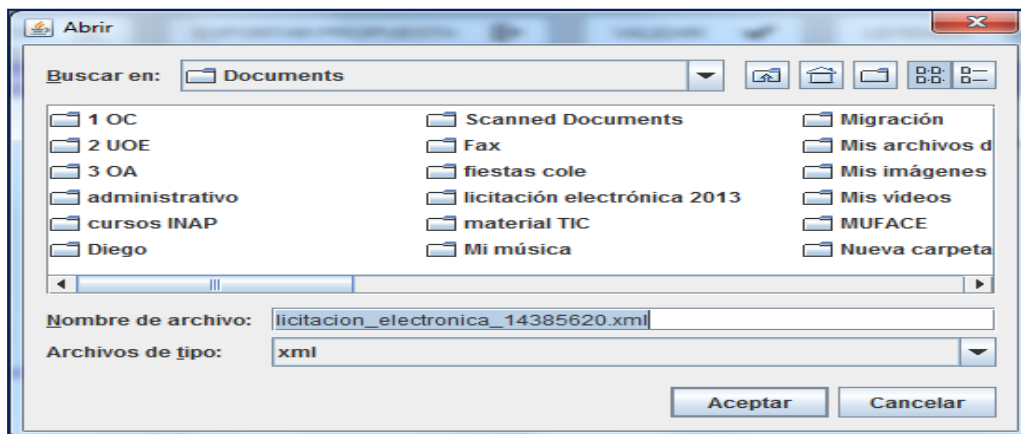 Abrir
Buscar en: Documents
1 OC Scanned Documents Migración
2 UOE Fax Mis archivos d
3 OA fiestas cole Mis imágenes
administrativo licitación electrónica 2013 Mis vídeos
cursos INAP material TIC MUFACE
Diego Mi música Nueva carpeta
Nombre de archivo: licitacion_electronica_14385620.xml
Archivos de tipo: xml
Aceptar Cancelar